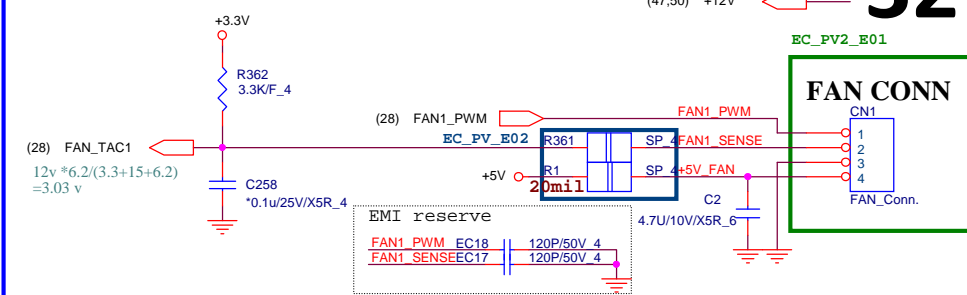 (47,50) +12V
32
EC_PV2_E01
+3.3V
R362
3.3K/F_4
FAN CONN
CN1
(28) FAN1_PWM
FAN1_PWM
1
EC_PV_E02
(28) FAN_TAC1
R361
SP_4
FAN1_SENSE
2
3
12v *6.2/(3.3+15+6.2)
=3.03 v
+5V
R1
SP_4
+5V_FAN
4
20mil
C258
*0.1u/25V/X5R_4
C2
4.7U/10V/X5R_6
FAN_Conn.
EMI reserve
FAN1_PWM EC18 120P/50V_4
FAN1_SENSE EC17 120P/50V_4